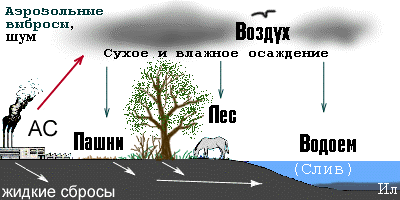 Аэрозольные
выбросы,
шум
Воздух
Сухое и влажное осаждение
АС
Пашни
Лес
Водоем
(Слив)
Ил
жидкие сбросы